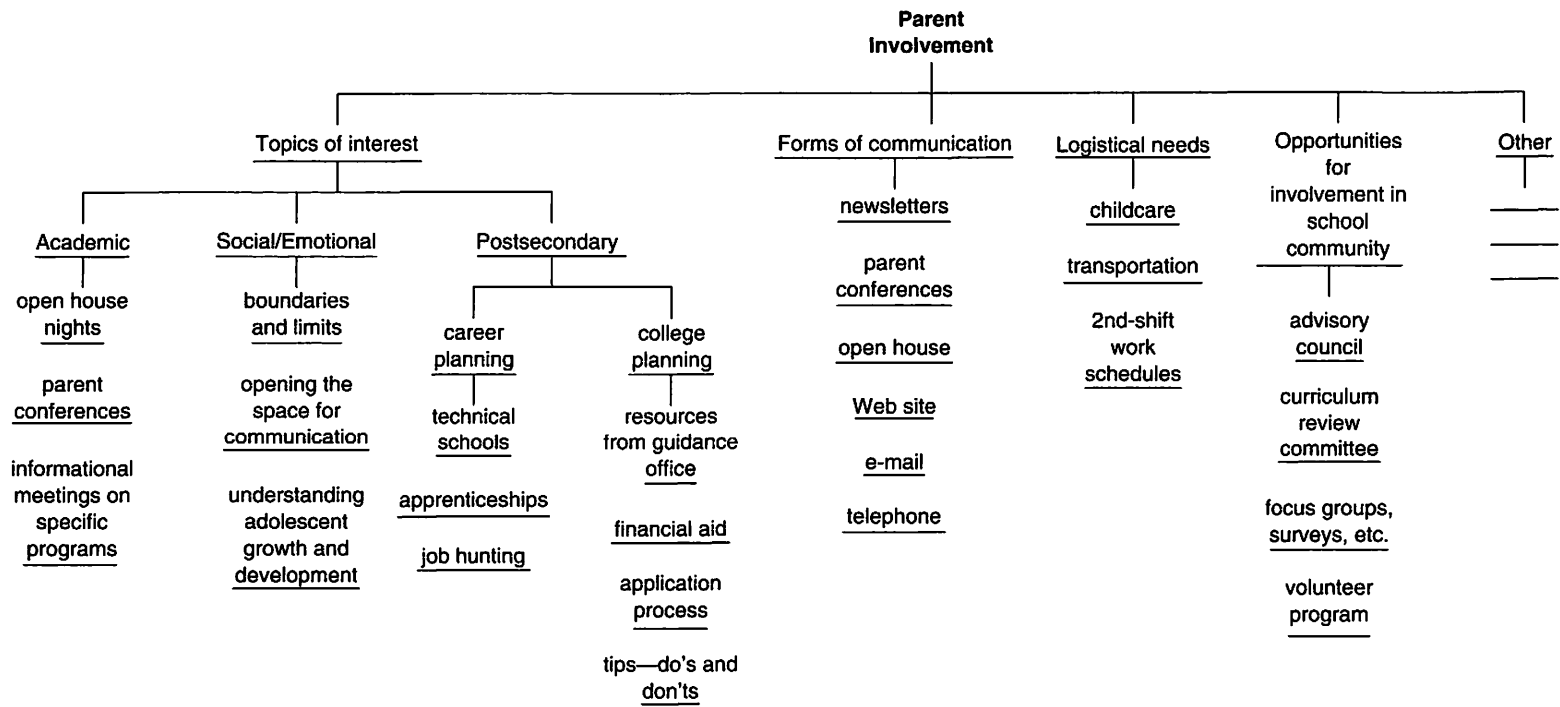 Parent
Involvement
Topics of interest
Academic
open house
nights
parent
conferences
informational
meetings on
specific
programs
Social/Emotional
boundaries
and limits
opening the
space for
communication
understanding
adolescent
growth and
development
Postsecondary
career
planning
technical
schools
apprenticeships
job hunting
college
planning
resources
from guidance
office
financial aid
application
process
tips—do's and
don'ts
Forms of communication
newsletters
parent
conferences
open house
Web site
e-mail
telephone
Logistical needs
childcare
transportation
2nd-shift
work
schedules
Opportunities
for
involvement in
school
community
advisory
council
curriculum
review
committee
focus groups,
surveys, etc.
volunteer
program
Other